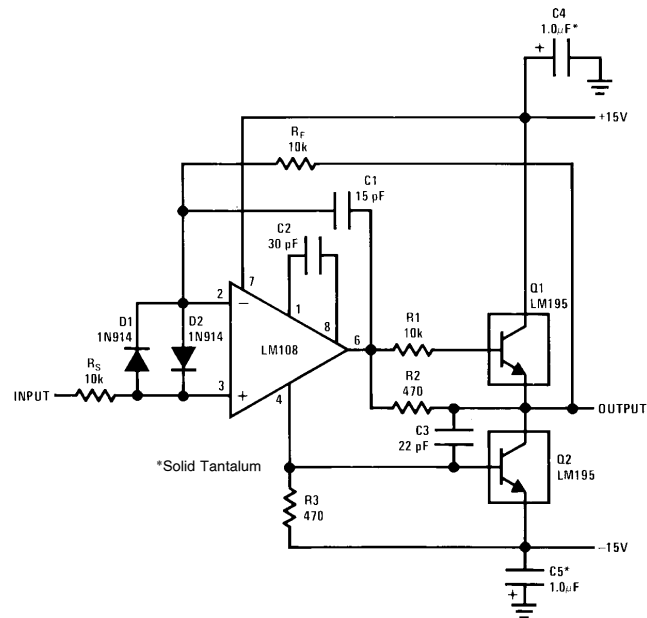 C4
1.0μF*
+
+15V
RF
10k
C1
15 pF
C2
30 pF
7
2
1
Q1
LM195
D1
1N914
D2
1N914
−
8
6
R1
10k
LM108
RS
10k
R2
470
INPUT
3
+
4
OUTPUT
C3
22 pF
*Solid Tantalum
Q2
LM195
R3
470
−15V
C5*
1.0μF
+